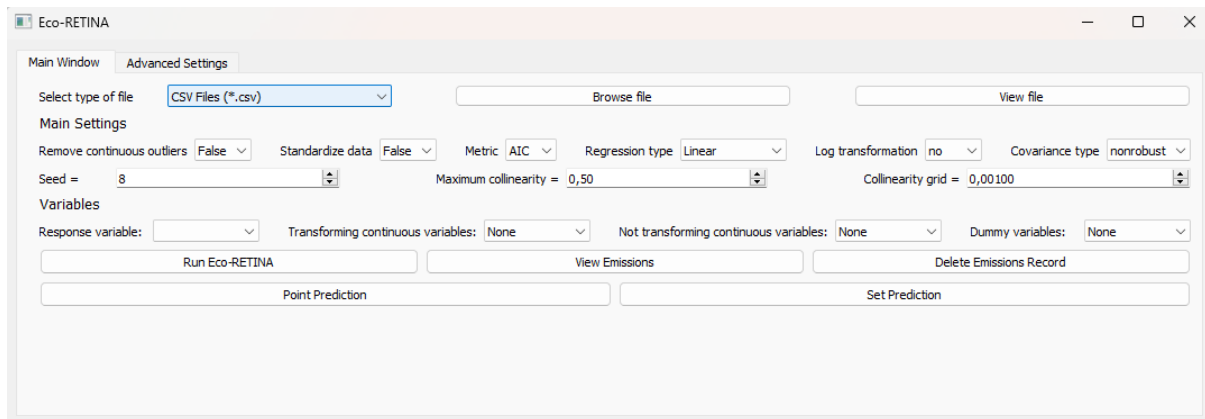 Eco-RETINA
Main Window Advanced Settings
Select type of file CSV Files (*.csv) Browse file View file
Main Settings
Remove continuous outliers False Standardize data False Metric AIC Regression type Linear Log transformation no Covariance type nonrobust
Seed = 8 Maximum collinearity = 0,50 Collinearity grid = 0,00100
Variables
Response variable: Transforming continuous variables: None Not transforming continuous variables: None Dummy variables: None
Run Eco-RETINA View Emissions Delete Emissions Record
Point Prediction Set Prediction